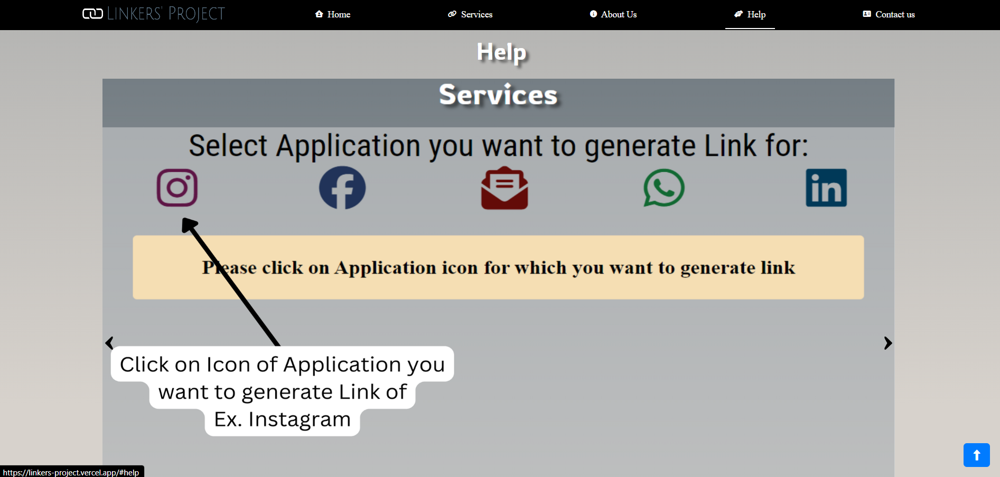 LINKERS' PROJECT
Home
Services
About Us
Help
Contact us
Help
Services
Select Application you want to generate Link for:
Please click on Application icon for which you want to generate link
Click on Icon of Application you
want to generate Link of
Ex. Instagram
https://linkers-project.vercel.app/#help